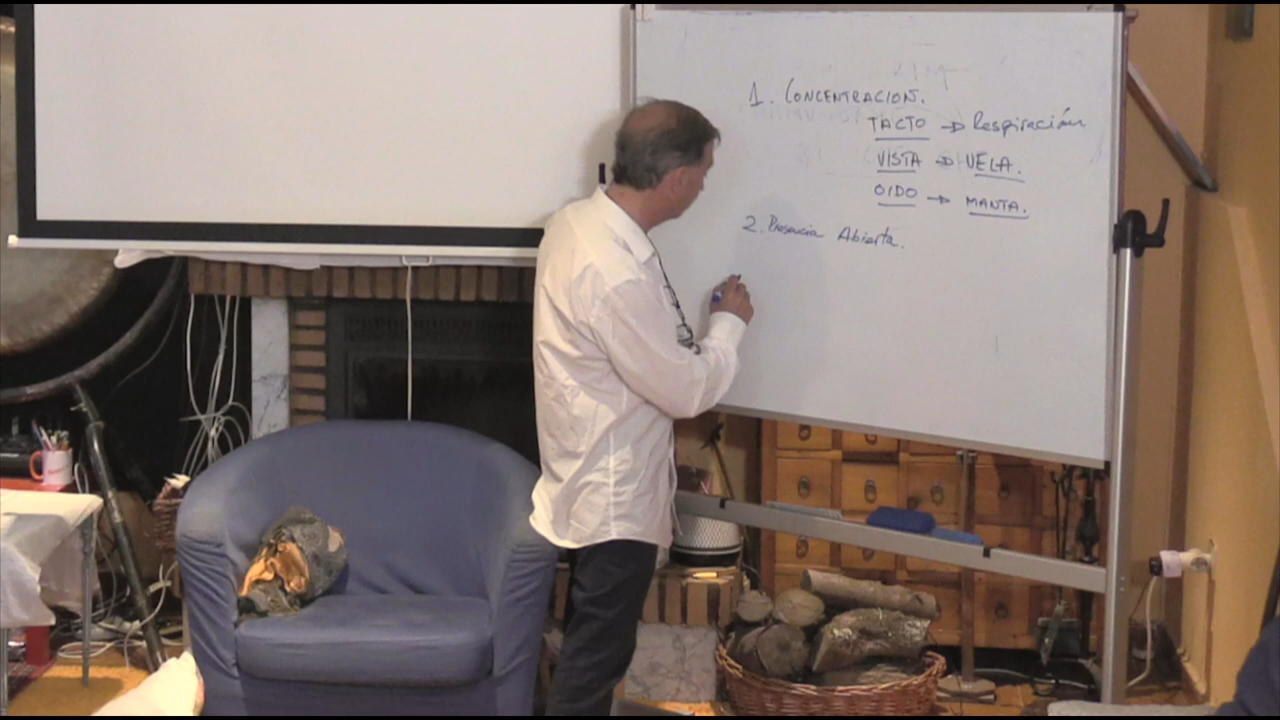 1. CONCENTRACION.
TACTO → Respiración
VISTA → VELA.
OIDO → MANTA.
2. Presencia Abierta.